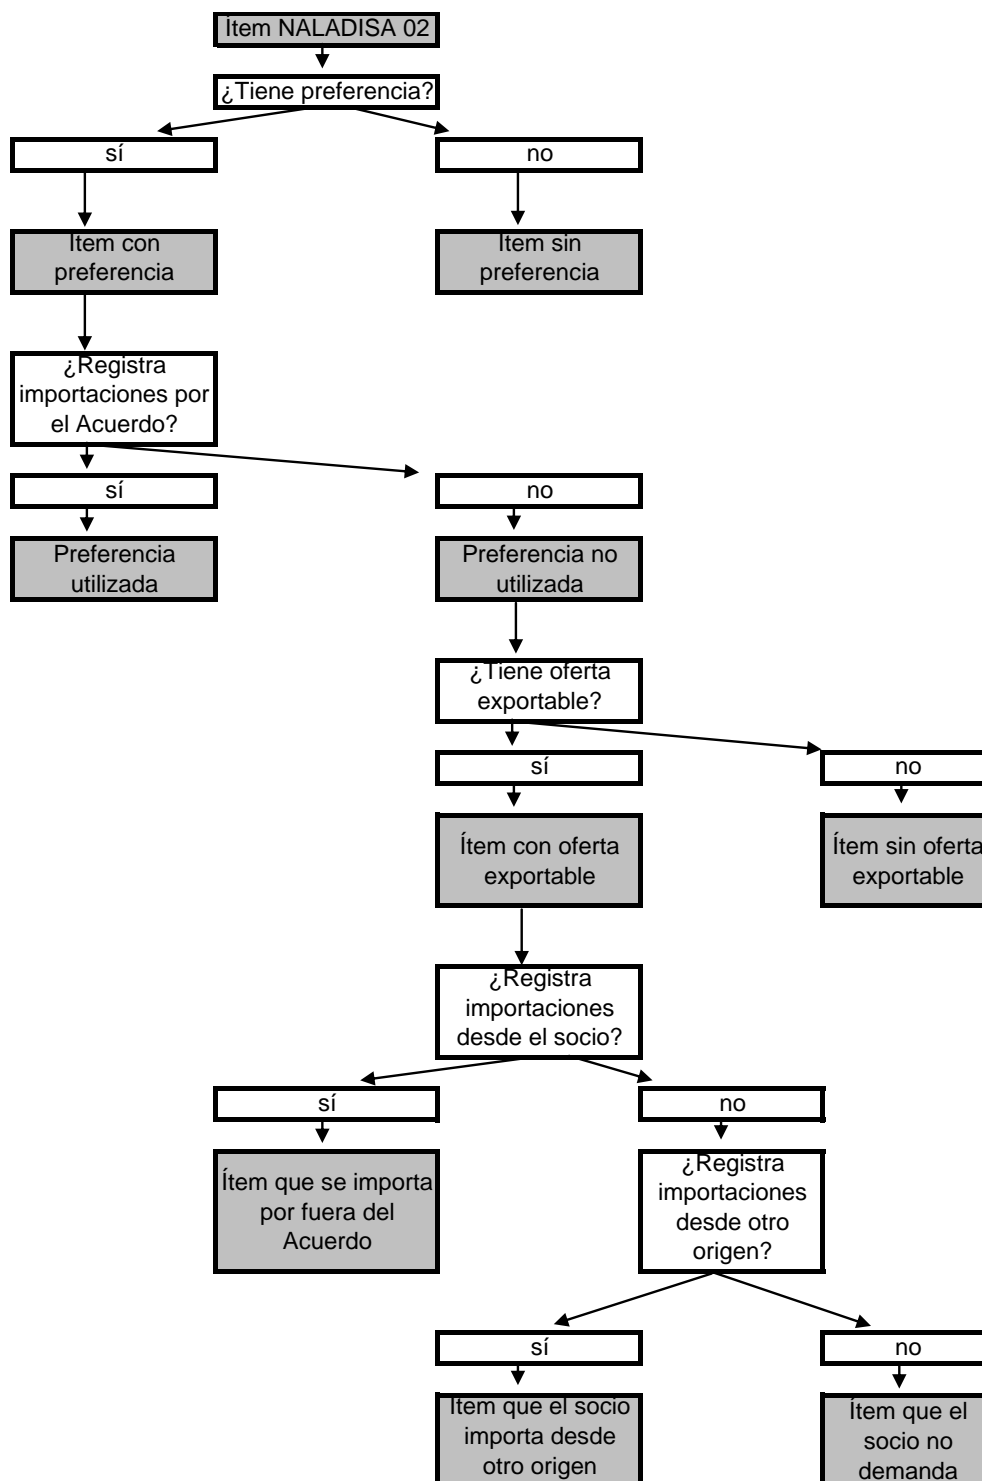 Ítem NALADISA 02
¿Tiene preferencia?
sí
no
Ítem con
preferencia
Ítem sin
preferencia
¿Registra
importaciones por
el Acuerdo?
sí
no
Preferencia
utilizada
Preferencia no
utilizada
¿Tiene oferta
exportable?
sí
no
Ítem con oferta
exportable
Ítem sin oferta
exportable
¿Registra
importaciones
desde el socio?
sí
no
Ítem que se importa
por fuera del
Acuerdo
¿Registra
importaciones
desde otro
origen?
sí
no
Ítem que el socio
importa desde
otro origen
Ítem que el
socio no
demanda